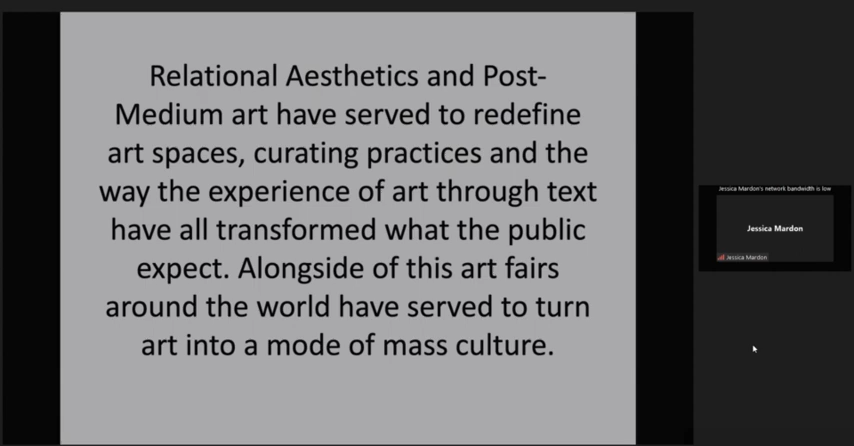 Relational Aesthetics and Post-
Medium art have served to redefine
art spaces, curating practices and the
way the experience of art through text
have all transformed what the public
expect. Alongside of this art fairs
around the world have served to turn
art into a mode of mass culture.
Jessica Mardon's network bandwidth is low
Jessica Mardon
Jessica Mardon